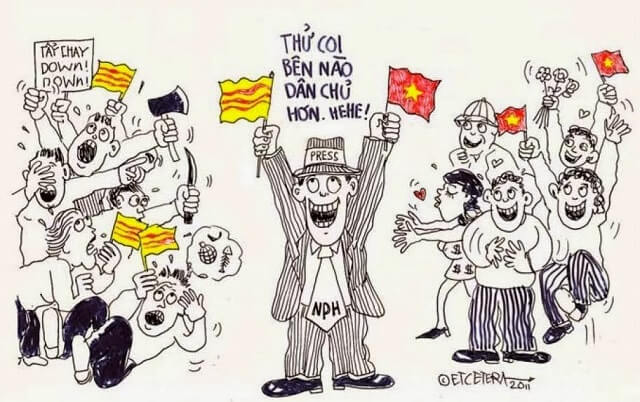 TẨY CHAY
DOWN!
DOWN!
THỬ COI
BÊN NÀO
DÂN CHỦ
HƠN. HEHE!
PRESS
NPH
$ $
©ETCETERA
2011